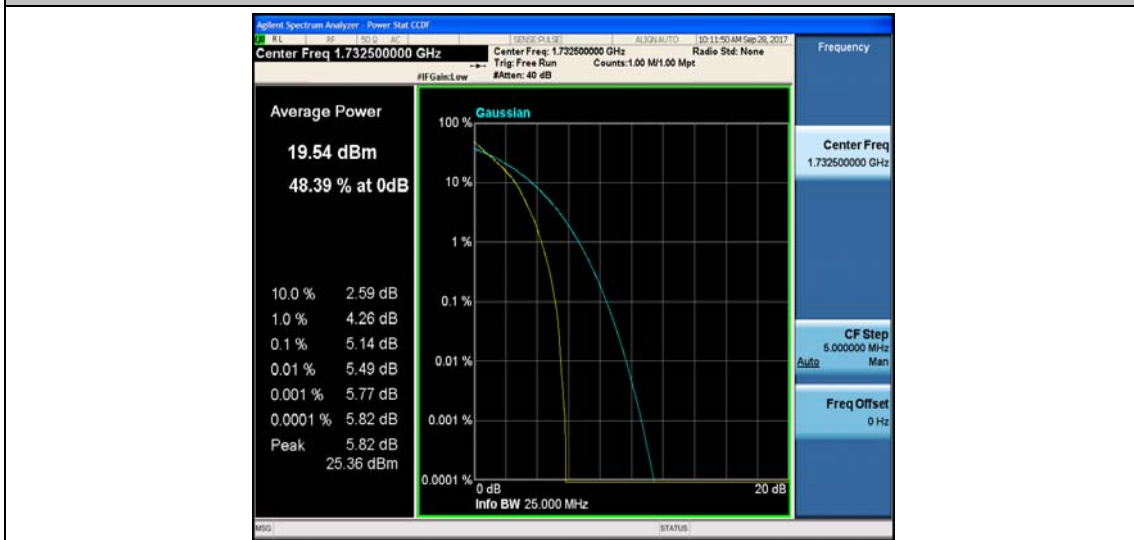 Agilent Spectrum Analyzer - Power Stat CCDF
RL RF 50 Ω AC SENSE:PULSE ALIGN AUTO 10:11:50 AM Sep 28, 2017
Center Freq 1.732500000 GHz
Center Freq: 1.732500000 GHz Radio Std: None
Trig: Free Run Counts:1.00 M/1.00 Mpt
#IFGain:Low #Atten: 40 dB
Frequency
Average Power
19.54 dBm
48.39 % at 0dB
10.0 % 2.59 dB
1.0 % 4.26 dB
0.1 % 5.14 dB
0.01 % 5.49 dB
0.001 % 5.77 dB
0.0001 % 5.82 dB
Peak 5.82 dB
25.36 dBm
Gaussian
100 %
10 %
1 %
0.1 %
0.01 %
0.001 %
0.0001 %
0 dB 20 dB
Info BW 25.000 MHz
Center Freq
1.732500000 GHz
CF Step
5.000000 MHz
Auto Man
Freq Offset
0 Hz
MSG STATUS